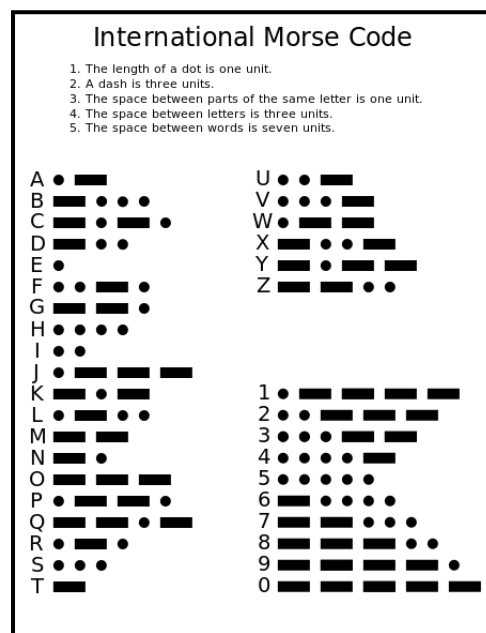 International Morse Code
1. The length of a dot is one unit.
2. A dash is three units.
3. The space between parts of the same letter is one unit.
4. The space between letters is three units.
5. The space between words is seven units.
A
B
C
D
E
F
G
H
I
J
K
L
M
N
O
P
Q
R
S
T
U
V
W
X
Y
Z
1
2
3
4
5
6
7
8
9
0